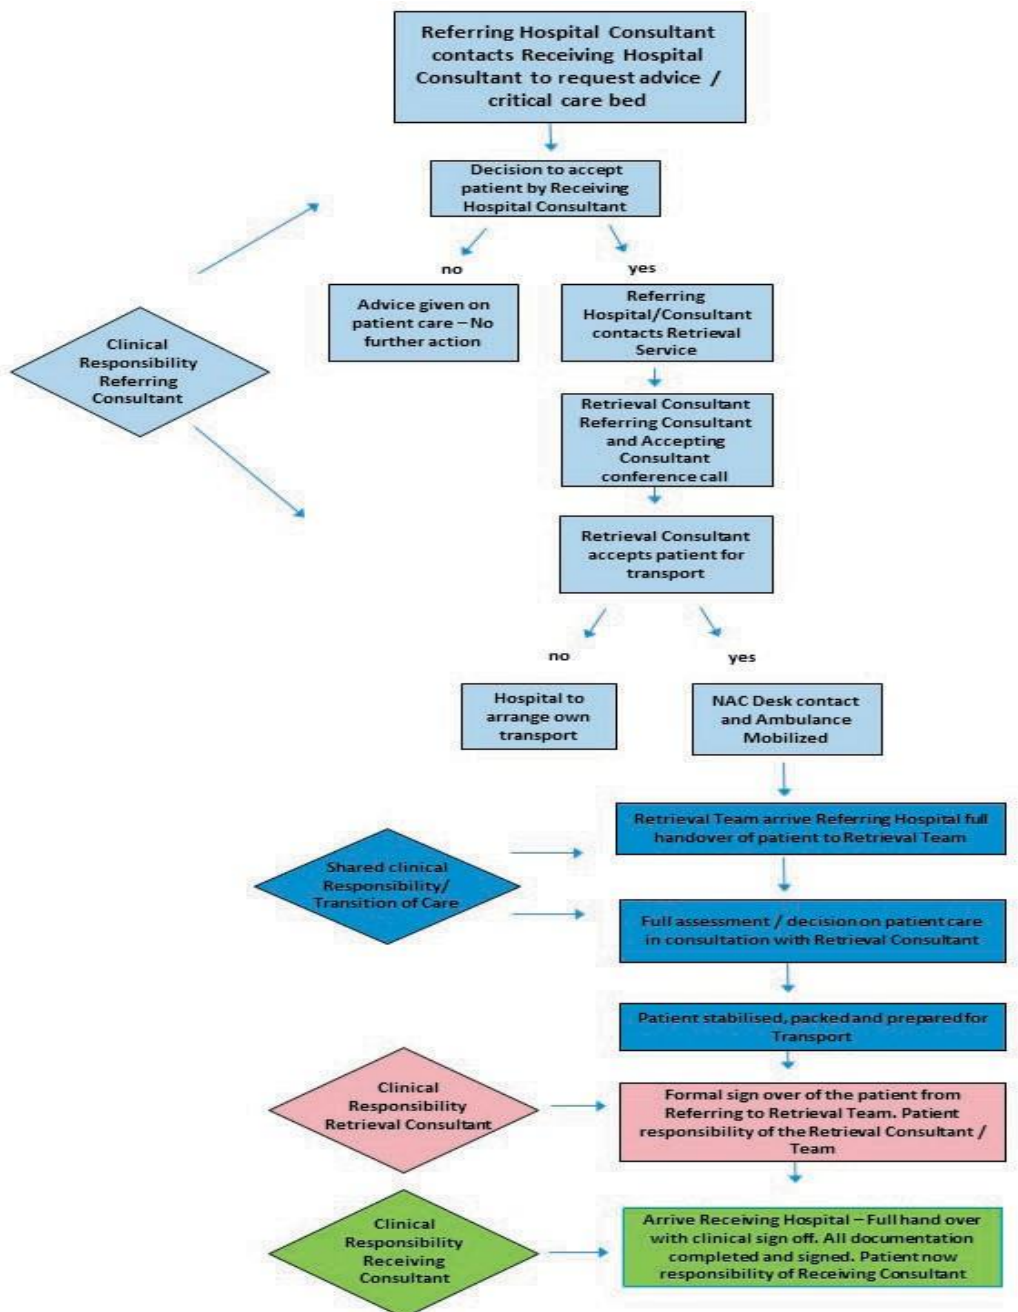 Referring Hospital Consultant
contacts Receiving Hospital
Consultant to request advice /
critical care bed
Decision to accept
patient by Receiving
Hospital Consultant
no
yes
Advice given on
patient care – No
further action
Referring
Hospital/Consultant
contacts Retrieval
Service
Clinical
Responsibility
Referring
Consultant
Retrieval Consultant
Referring Consultant
and Accepting
Consultant
conference call
Retrieval Consultant
accepts patient for
transport
no
yes
Hospital to
arrange own
transport
NAC Desk contact
and Ambulance
Mobilized
Retrieval Team arrive Referring Hospital full
handover of patient to Retrieval Team
Shared clinical
Responsibility/
Transition of Care
Full assessment / decision on patient care
in consultation with Retrieval Consultant
Patient stabilised, packed and prepared for
Transport
Clinical
Responsibility
Retrieval Consultant
Formal sign over of the patient from
Referring to Retrieval Team. Patient
responsibility of the Retrieval Consultant /
Team
Clinical
Responsibility
Receiving
Consultant
Arrive Receiving Hospital – Full hand over
with clinical sign off. All documentation
completed and signed. Patient now
responsibility of Receiving Consultant